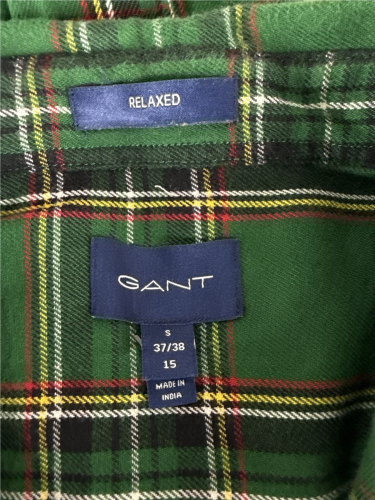 RELAXED
GANT
S
37/38
15
MADE IN
INDIA